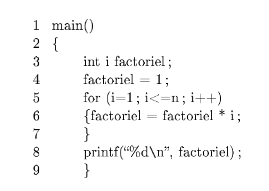 1 main()
2 {
3 int i factoriel ;
4 factoriel = 1 ;
5 for (i=1 ; i<=n ; i++)
6 {factoriel = factoriel * i ;
7 }
8 printf(“%d\n”, factoriel) ;
9 }